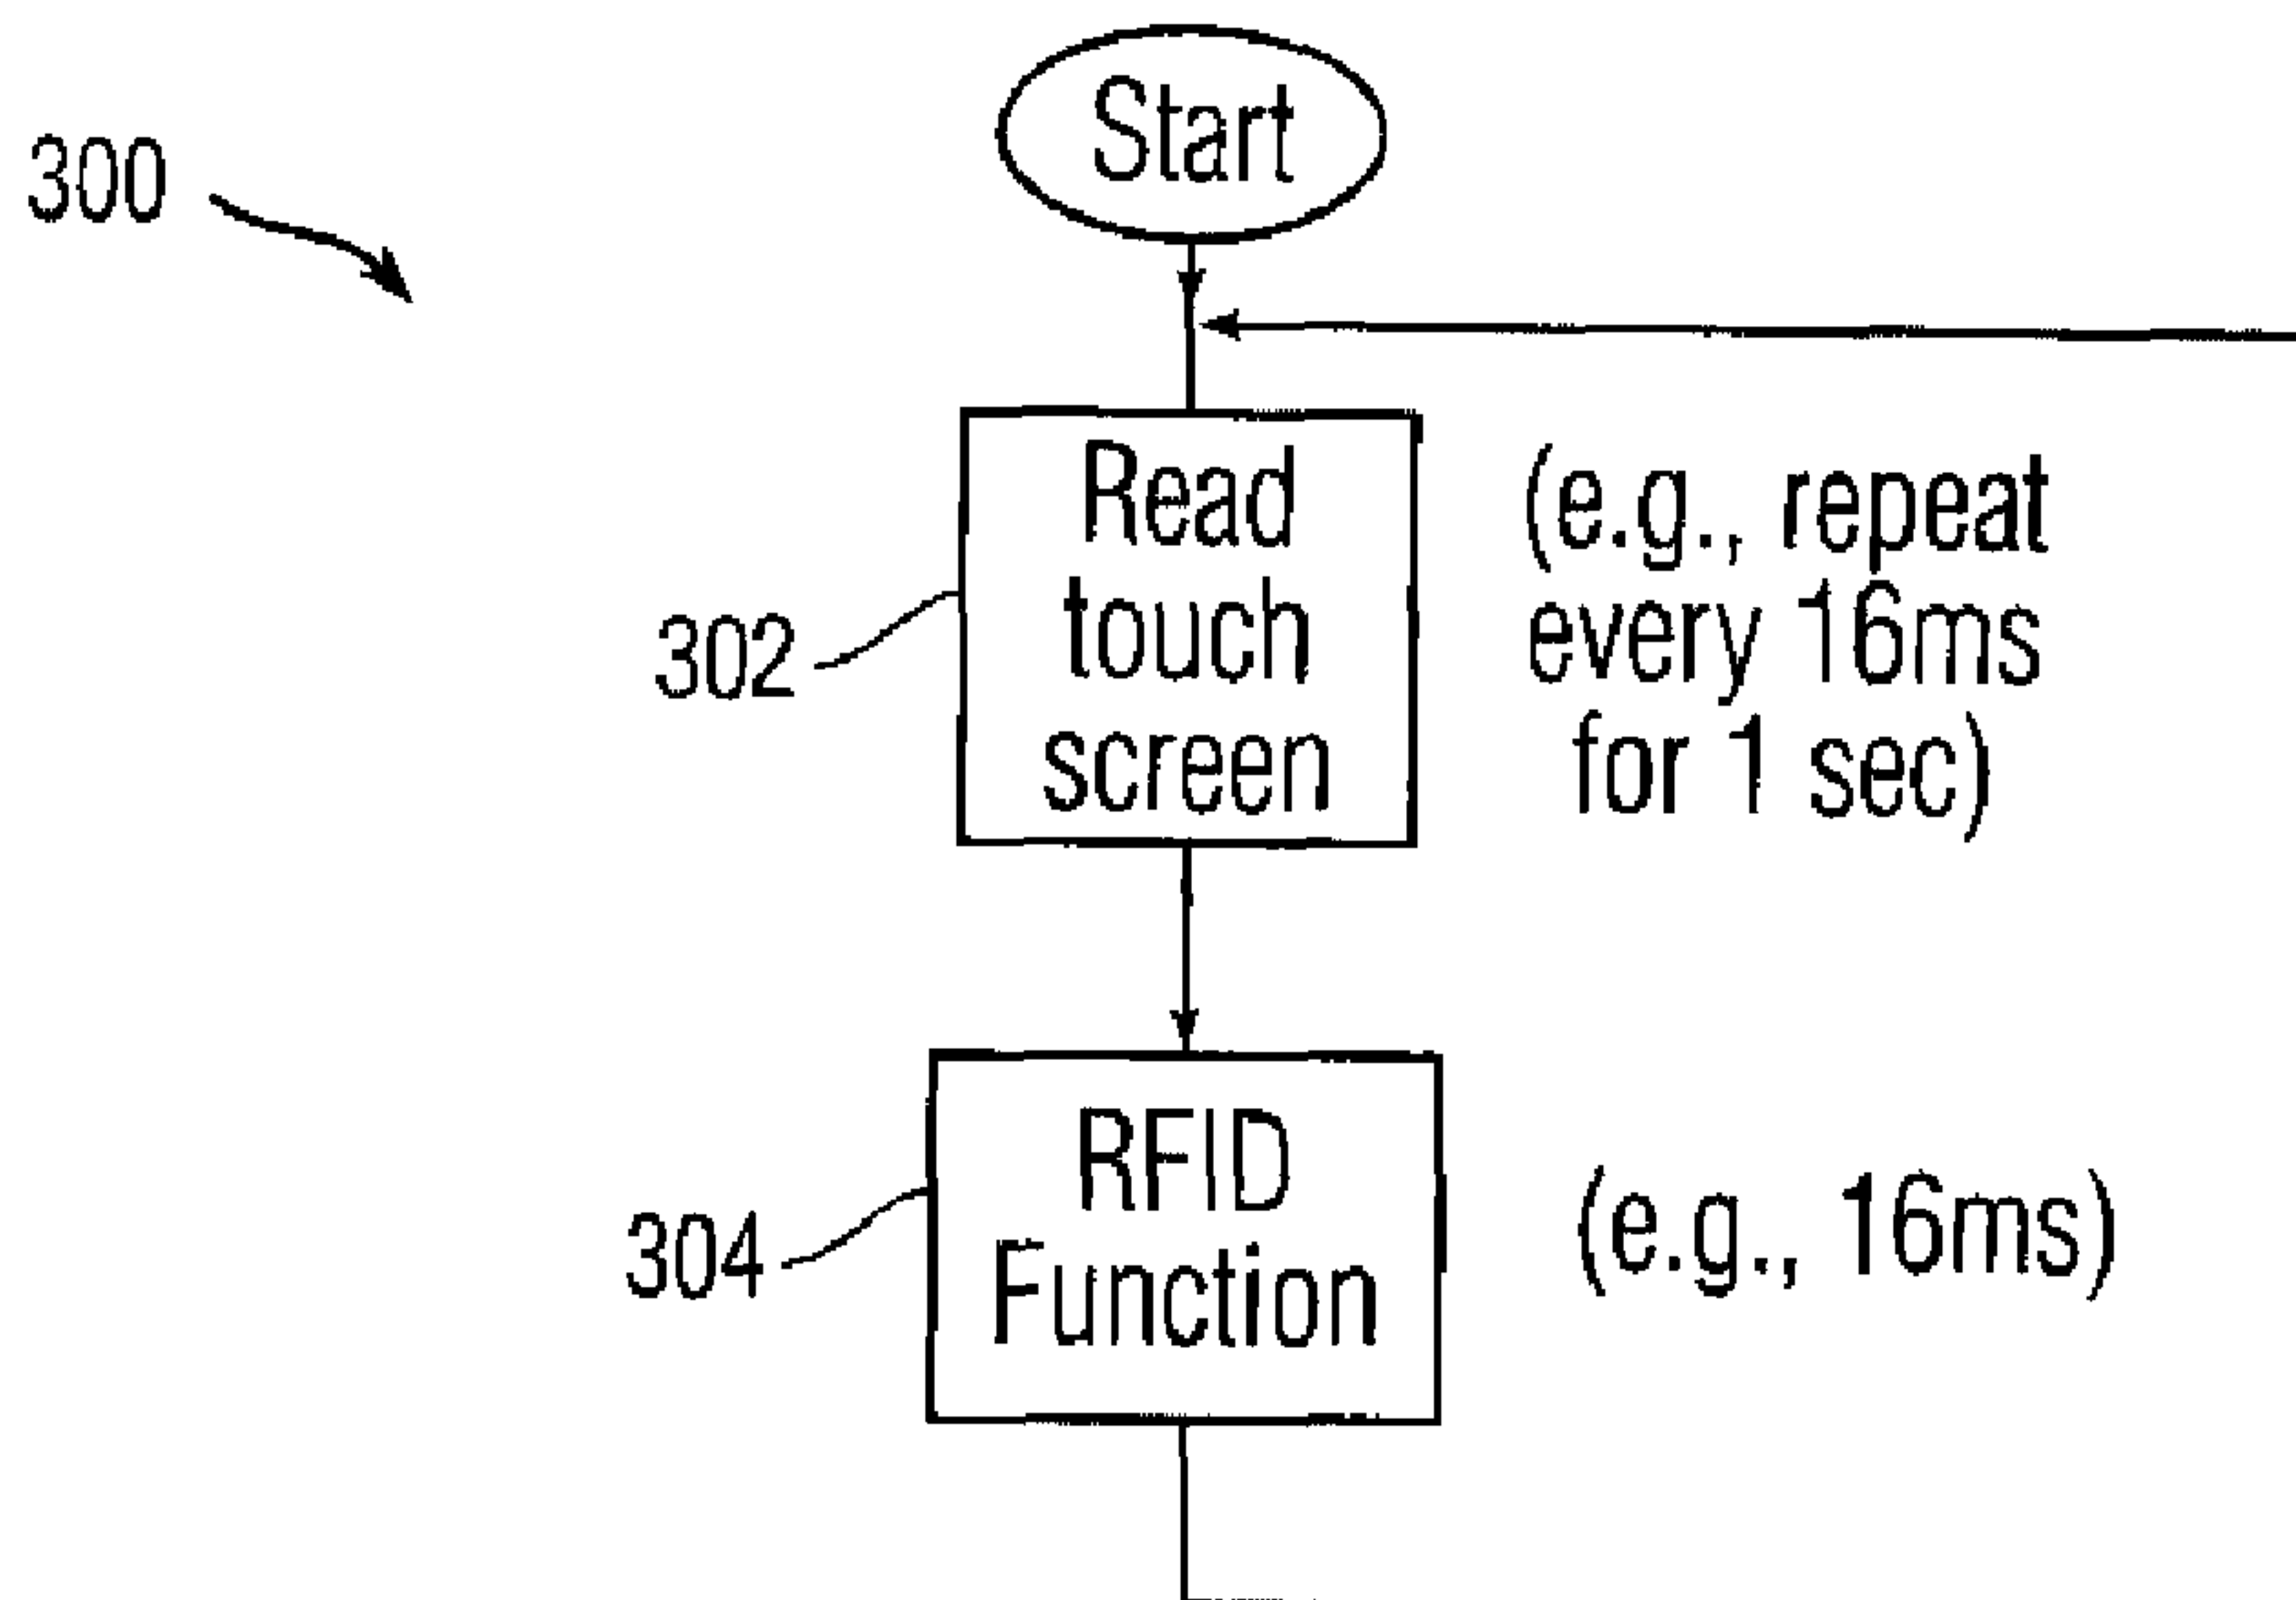 Start
300
Read
touch
screen
(e.g., repeat
every 16ms
for 1 sec)
302
RFID
Function
(e.g., 16ms)
304